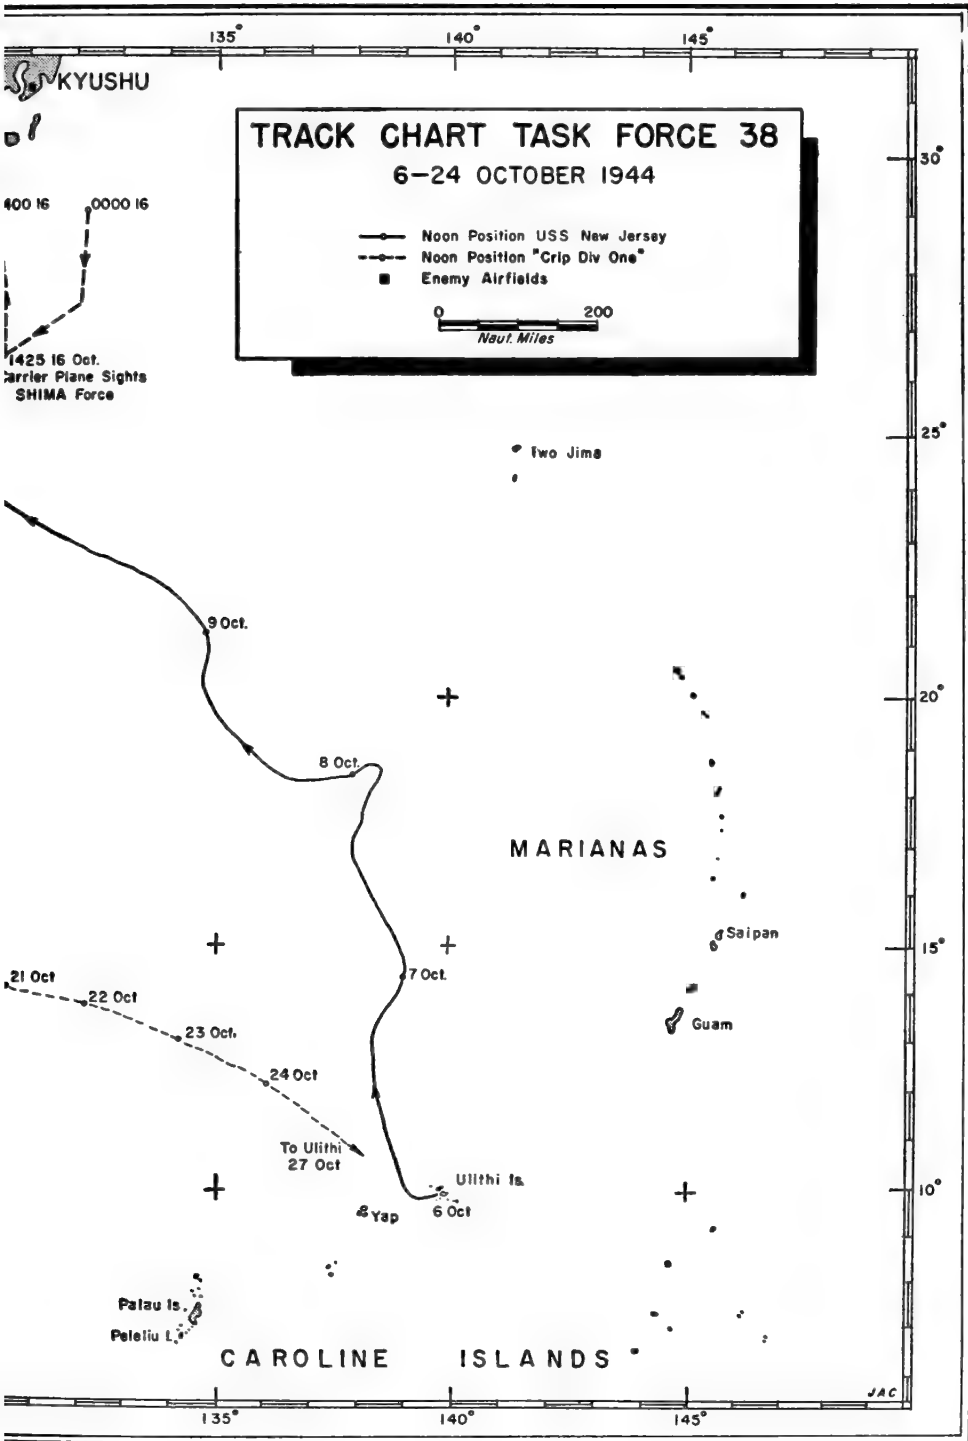 135°
140°
145°
KYUSHU
TRACK CHART TASK FORCE 38
6-24 OCTOBER 1944
30°
400 16
0000 16
Noon Position USS New Jersey
Noon Position "Crip Div One"
Enemy Airfields
0 200
Naut. Miles
1425 16 Oct.
Carrier Plane Sights
SHIMA Force
25°
Iwo Jima
9 Oct.
20°
8 Oct.
MARIANAS
Saipan
15°
7 Oct.
21 Oct
22 Oct
Guam
23 Oct.
24 Oct
To Ulithi
27 Oct
Ulithi Is.
10°
6 Oct
Yap
Palau Is.
Peleliu I.
CAROLINE ISLANDS
JAC
135°
140°
145°